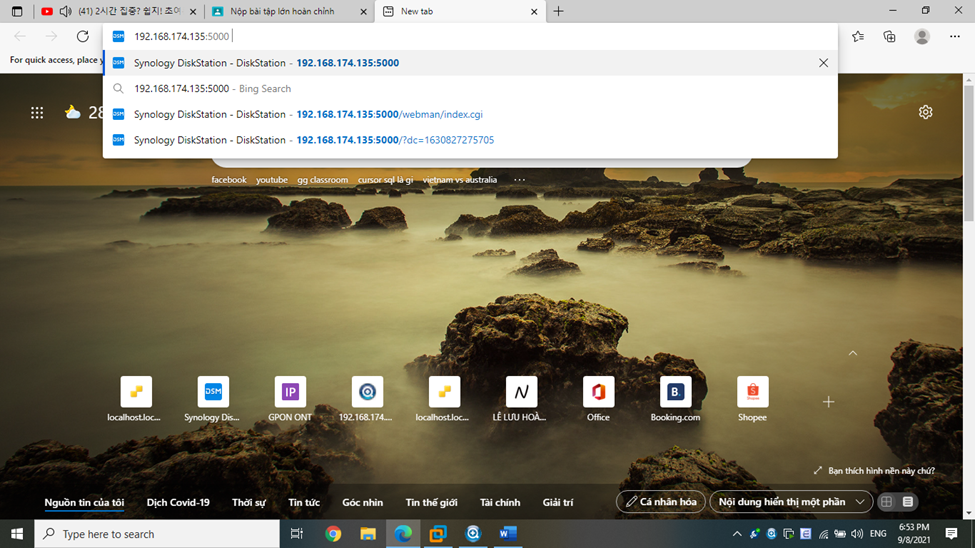 (41) 2시간 집중? 쉽지! 초여
Nộp bài tập lớn hoàn chỉnh
New tab
192.168.174.135:5000
For quick access, place y
Synology DiskStation - DiskStation - 192.168.174.135:5000
192.168.174.135:5000 - Bing Search
Synology DiskStation - DiskStation - 192.168.174.135:5000/webman/index.cgi
Synology DiskStation - DiskStation - 192.168.174.135:5000/?dc=1630827275705
28
facebook youtube gg classroom cursor sql là gì vietnam vs australia ...
DSM
IP
N
B.
localhost.loc... Synology Dis... GPON ONT 192.168.174.... localhost.loc... LÊ LƯU HOÀ... Office Booking.com Shopee
Bạn thích hình nền này chứ?
Nguồn tin của tôi Dịch Covid-19 Thời sự Tin tức Góc nhìn Tin thế giới Tài chính Giải trí Cá nhân hóa Nội dung hiển thị một phần
Type here to search
ENG
6:53 PM
9/8/2021